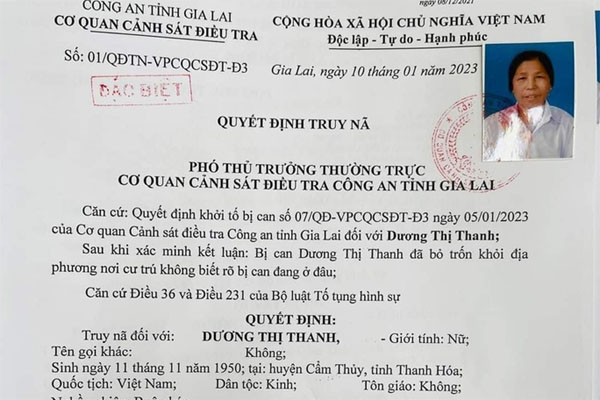 ngày 08/12/2021
CÔNG AN TỈNH GIA LAI
CƠ QUAN CẢNH SÁT ĐIỀU TRA
CỘNG HÒA XÃ HỘI CHỦ NGHĨA VIỆT NAM
Độc lập - Tự do - Hạnh phúc
Số: 01/QĐTN-VPCQCSĐT-Đ3
Gia Lai, ngày 10 tháng 01 năm 2023
ĐẶC BIỆT
QUYẾT ĐỊNH TRUY NÃ
PHÓ THỦ TRƯỞNG THƯỜNG TRỰC
CƠ QUAN CẢNH SÁT ĐIỀU TRA CÔNG AN TỈNH GIA LAI
Căn cứ: Quyết định khởi tố bị can số 07/QĐ-VPCQCSĐT-Đ3 ngày 05/01/2023
của Cơ quan Cảnh sát điều tra Công an tỉnh Gia Lai đối với Dương Thị Thanh;
Sau khi xác minh kết luận: Bị can Dương Thị Thanh đã bỏ trốn khỏi địa
phương nơi cư trú không biết rõ bị can đang ở đâu;
Căn cứ Điều 36 và Điều 231 của Bộ luật Tố tụng hình sự
QUYẾT ĐỊNH:
Truy nã đối với: DƯƠNG THỊ THANH, - Giới tính: Nữ;
Tên gọi khác: Không;
Sinh ngày 11 tháng 11 năm 1950; tại: huyện Cẩm Thủy, tỉnh Thanh Hóa;
Quốc tịch: Việt Nam; Dân tộc: Kinh; Tôn giáo: Không;